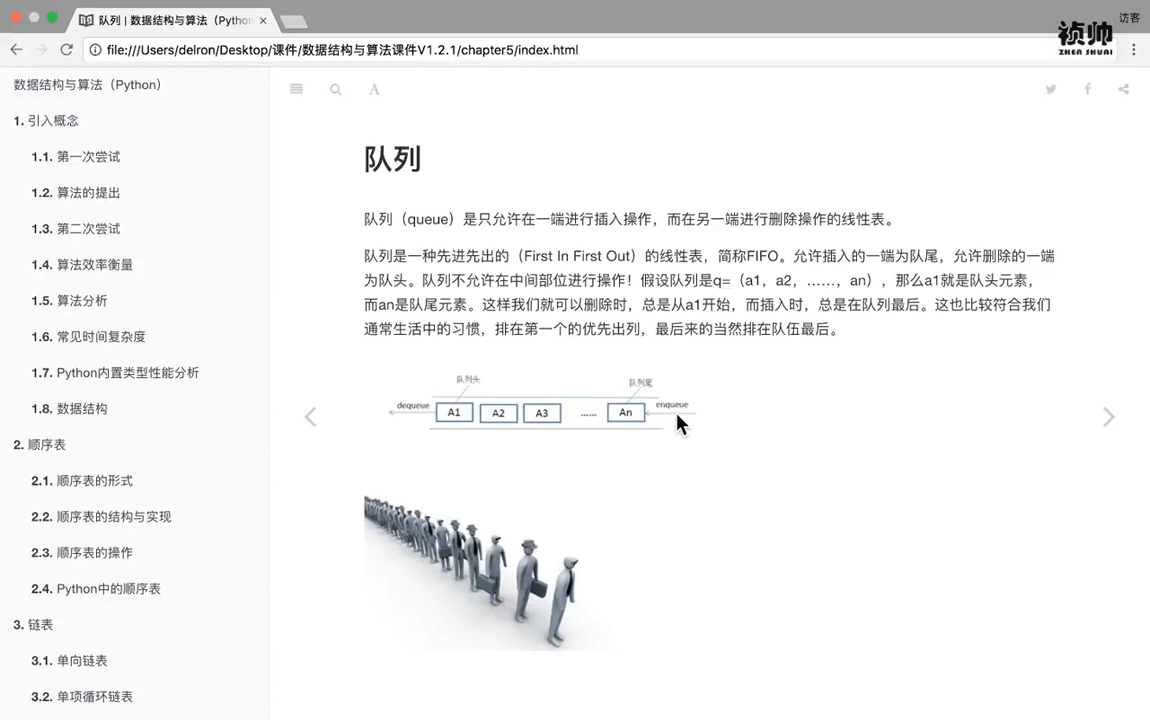 队列 | 数据结构与算法（Python
访客
file:///Users/delron/Desktop/课件/数据结构与算法课件V1.2.1/chapter5/index.html
祯帅
ZHEN SHUAI
数据结构与算法（Python）
1. 引入概念
1.1. 第一次尝试
1.2. 算法的提出
1.3. 第二次尝试
1.4. 算法效率衡量
1.5. 算法分析
1.6. 常见时间复杂度
1.7. Python内置类型性能分析
1.8. 数据结构
2. 顺序表
2.1. 顺序表的形式
2.2. 顺序表的结构与实现
2.3. 顺序表的操作
2.4. Python中的顺序表
3. 链表
3.1. 单向链表
3.2. 单项循环链表
A
队列
队列（queue）是只允许在一端进行插入操作，而在另一端进行删除操作的线性表。
队列是一种先进先出的（First In First Out）的线性表，简称FIFO。允许插入的一端为队尾，允许删除的一端
为队头。队列不允许在中间部位进行操作！假设队列是q=（a1，a2，……，an），那么a1就是队头元素，
而an是队尾元素。这样我们就可以删除时，总是从a1开始，而插入时，总是在队列最后。这也比较符合我们
通常生活中的习惯，排在第一个的优先出列，最后来的当然排在队伍最后。
队列头 队列尾
dequeue A1 A2 A3 ...... An enqueue